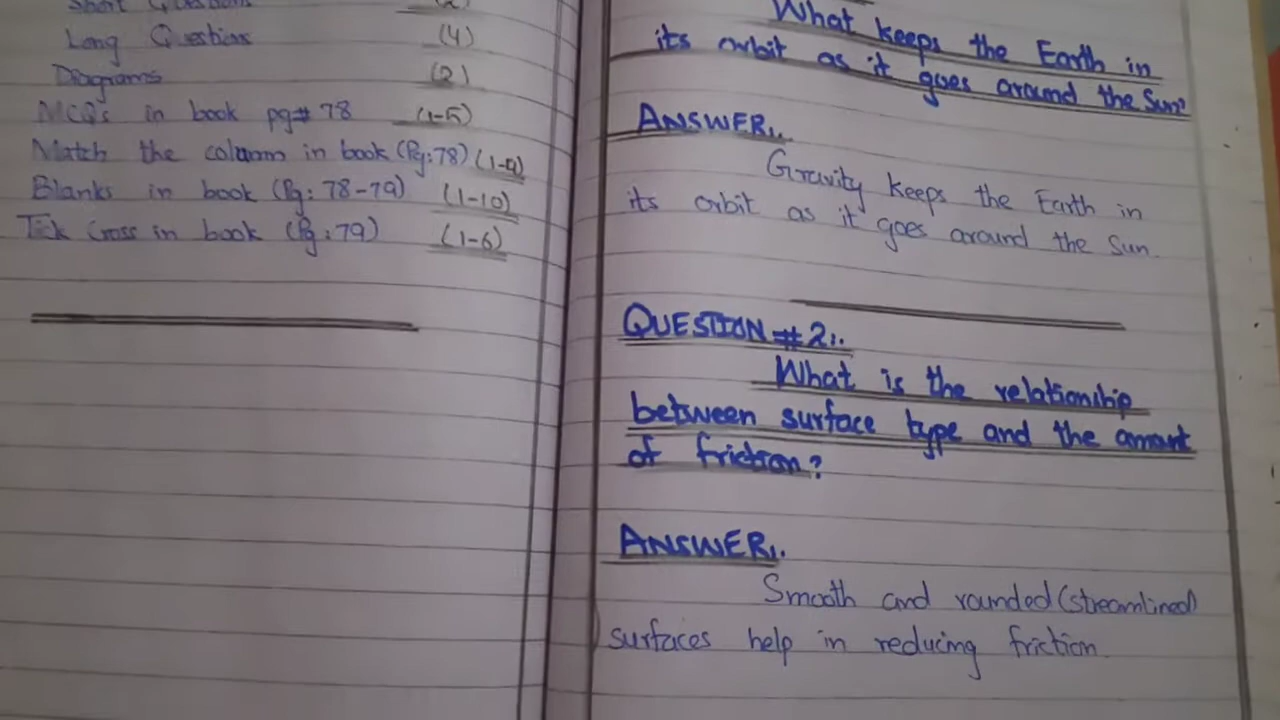 Short Questions (2)
Long Questions (4)
Diagrams (2)
MCQ's in book pg# 78 (1-5)
Match the column in book (Pg:78) (1-9)
Blanks in book (Pg: 78-79) (1-10)
Tick Cross in book (Pg:79) (1-6)
What keeps the Earth in
its orbit as it goes around the Sun?
ANSWER:.
Gravity keeps the Earth in
its orbit as it goes around the Sun.
QUESTION # 2:.
What is the relationship
between surface type and the amont
of friction?
ANSWER:.
Smooth and rounded (streamlined)
surfaces help in reducing friction.